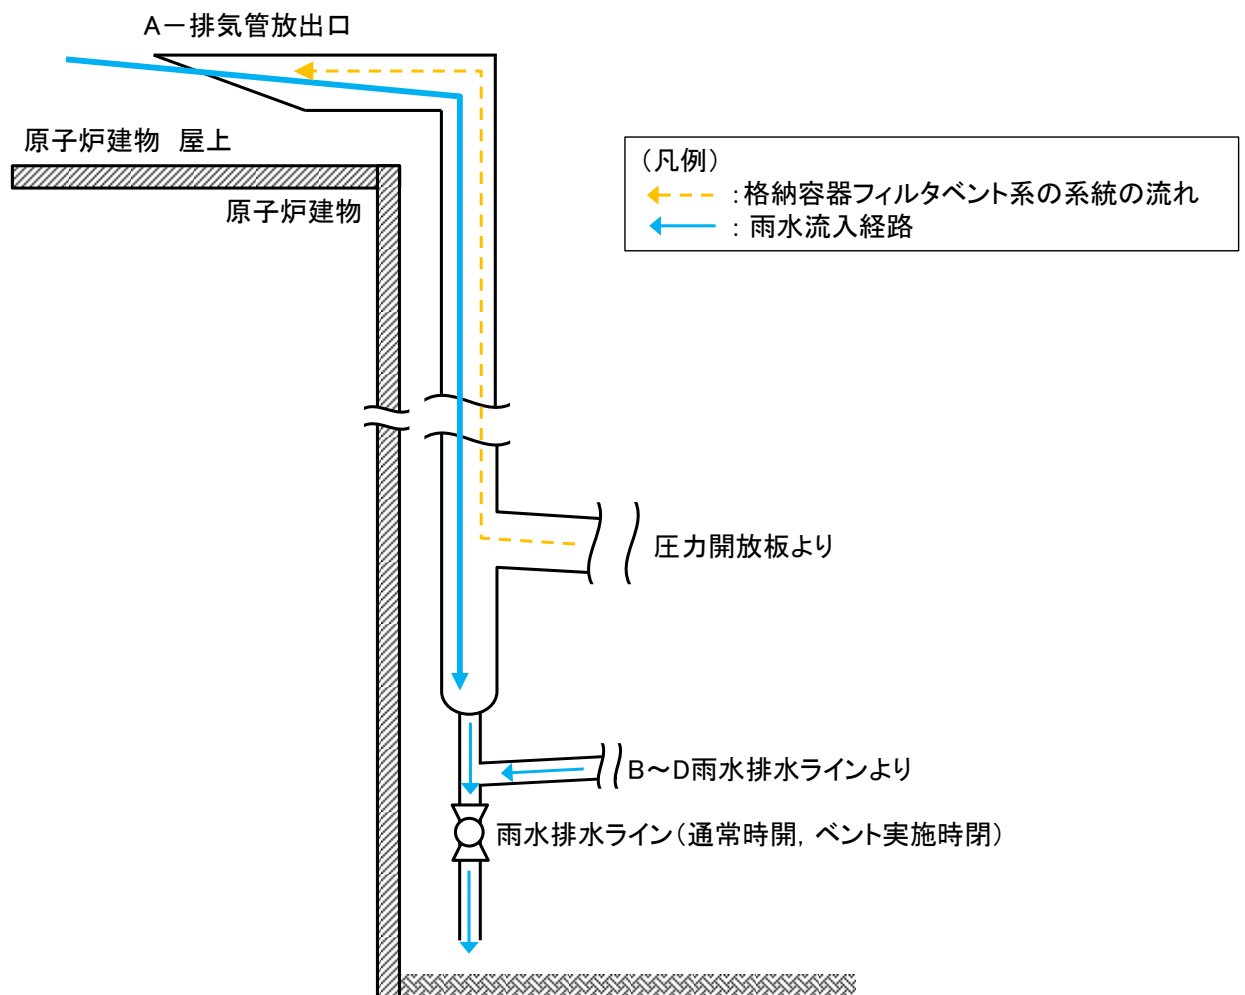 A－排気管放出口
原子炉建物　屋上
原子炉建物
（凡例）
：格納容器フィルタベント系の系統の流れ
：雨水流入経路
圧力開放板より
B～D雨水排水ラインより
雨水排水ライン（通常時開，ベント実施時閉）